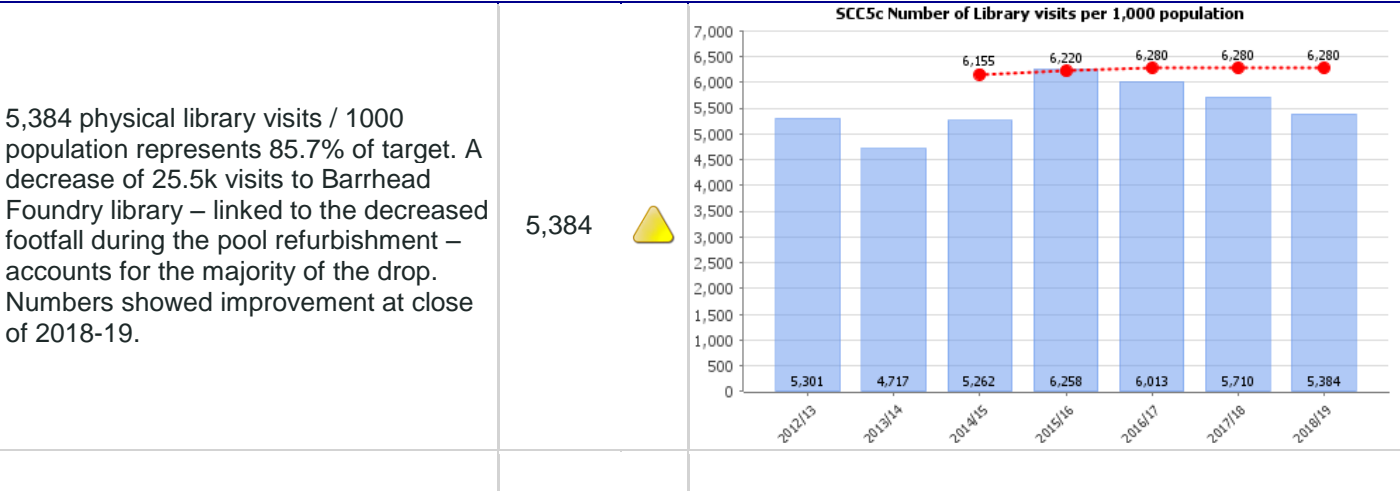 5,384 physical library visits / 1000
population represents 85.7% of target. A
decrease of 25.5k visits to Barrhead
Foundry library – linked to the decreased
footfall during the pool refurbishment –
accounts for the majority of the drop.
Numbers showed improvement at close
of 2018-19.
5,384
SCC5c Number of Library visits per 1,000 population
7,000
6,500
6,000
5,500
5,000
4,500
4,000
3,500
3,000
2,500
2,000
1,500
1,000
500
0
6,155 6,220 6,280 6,280 6,280
5,301 4,717 5,262 6,258 6,013 5,710 5,384
2012/13 2013/14 2014/15 2015/16 2016/17 2017/18 2018/19